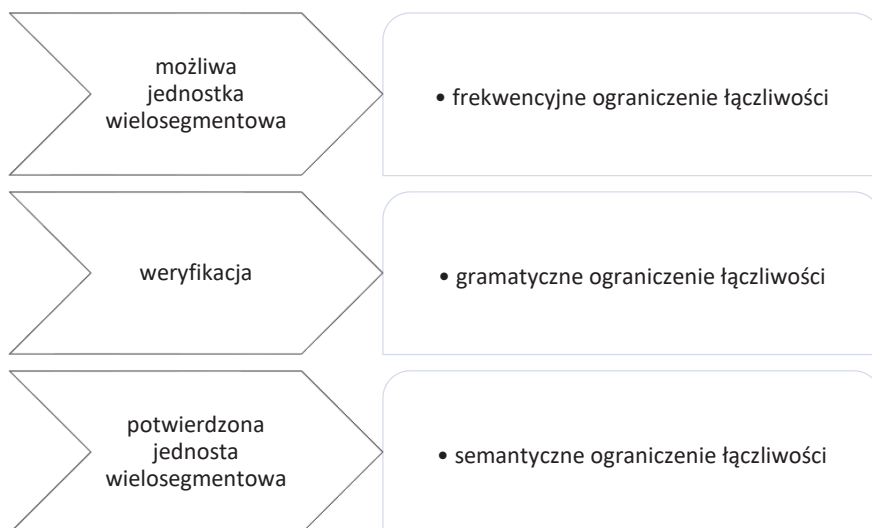 możliwa
jednostka
wielosegmentowa
• frekwencyjne ograniczenie łączliwości
weryfikacja
• gramatyczne ograniczenie łączliwości
potwierdzona
jednosta
wielosegmentowa
• semantyczne ograniczenie łączliwości